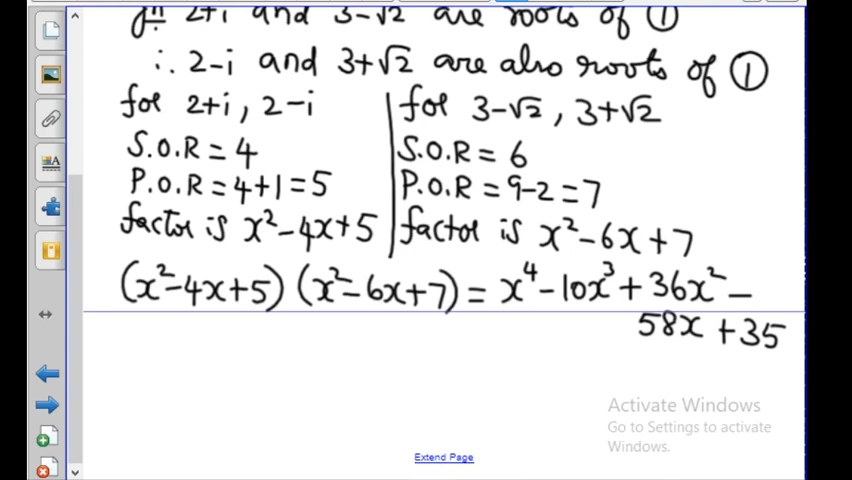 gn 2+i and 3-√2 are roots of ①
∴ 2-i and 3+√2 are also roots of ①
for 2+i, 2-i
S.O.R = 4
P.O.R = 4+1 = 5
factor is x²-4x+5
for 3-√2, 3+√2
S.O.R = 6
P.O.R = 9-2 = 7
factor is x²-6x+7
(x²-4x+5) (x²-6x+7) = x⁴-10x³+36x²-
58x+35
Activate Windows
Go to Settings to activate
Windows.
Extend Page